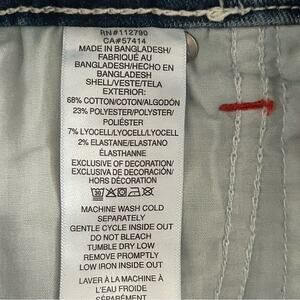 RN#112790
CA#57414
MADE IN BANGLADESH/
FABRIQUÉ AU
BANGLADESH/HECHO EN
BANGLADESH
SHELL/VESTE/TELA
EXTERIOR:
68% COTTON/COTON/ALGODÓN
23% POLYESTER/POLYESTER/
POLIÉSTER
7% LYOCELL/LYOCELL/LYOCELL
2% ELASTANE/ELASTANO
ÉLASTHANNE
EXCLUSIVE OF DECORATION/
EXCLUSIVA DE DECORACIÓN/
HORS DÉCORATION
MACHINE WASH COLD
SEPARATELY
GENTLE CYCLE INSIDE OUT
DO NOT BLEACH
TUMBLE DRY LOW
REMOVE PROMPTLY
LOW IRON INSIDE OUT
LAVER À LA MACHINE À
L'EAU FROIDE
SÉPARÉMENT